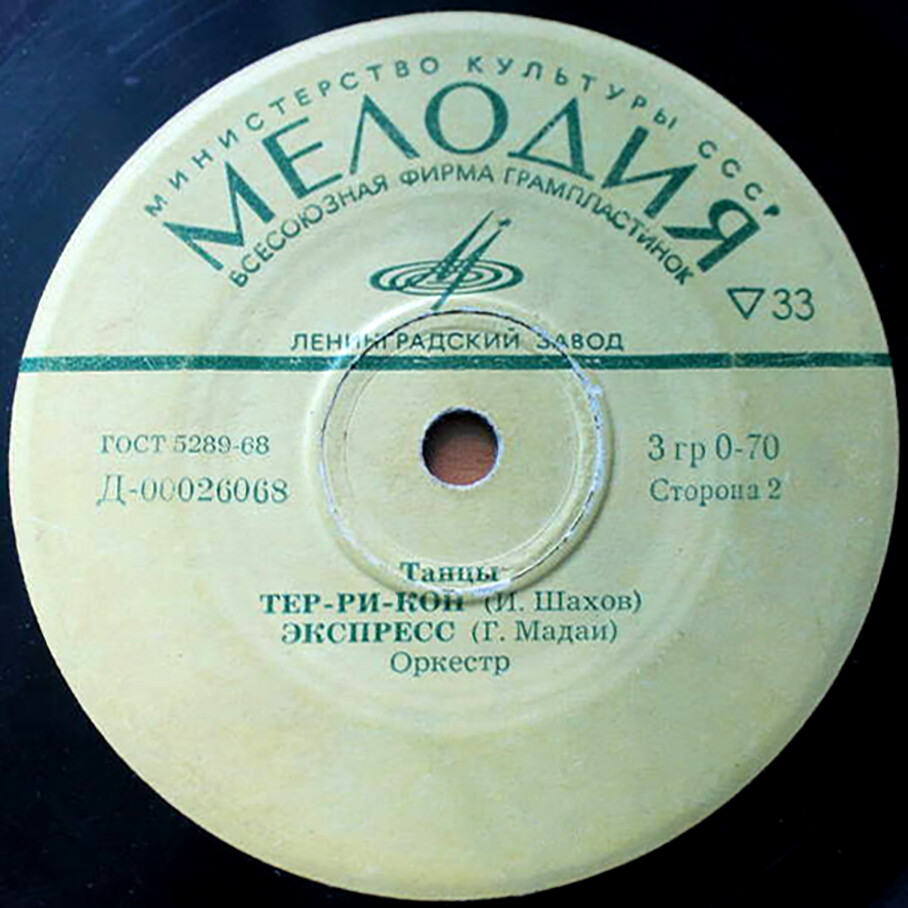 МИНИСТЕРСТВО КУЛЬТУРЫ СССР
МЕЛОДИЯ
ВСЕСОЮЗНАЯ ФИРМА ГРАМПЛАСТИНОК
▽33
ЛЕНИНГРАДСКИЙ ЗАВОД
ГОСТ 5289-68
3 гр 0-70
Д-00026068
Сторона 2
Танцы
ТЕР-РИ-КОН (И. Шахов)
ЭКСПРЕСС (Г. Мадаи)
Оркестр